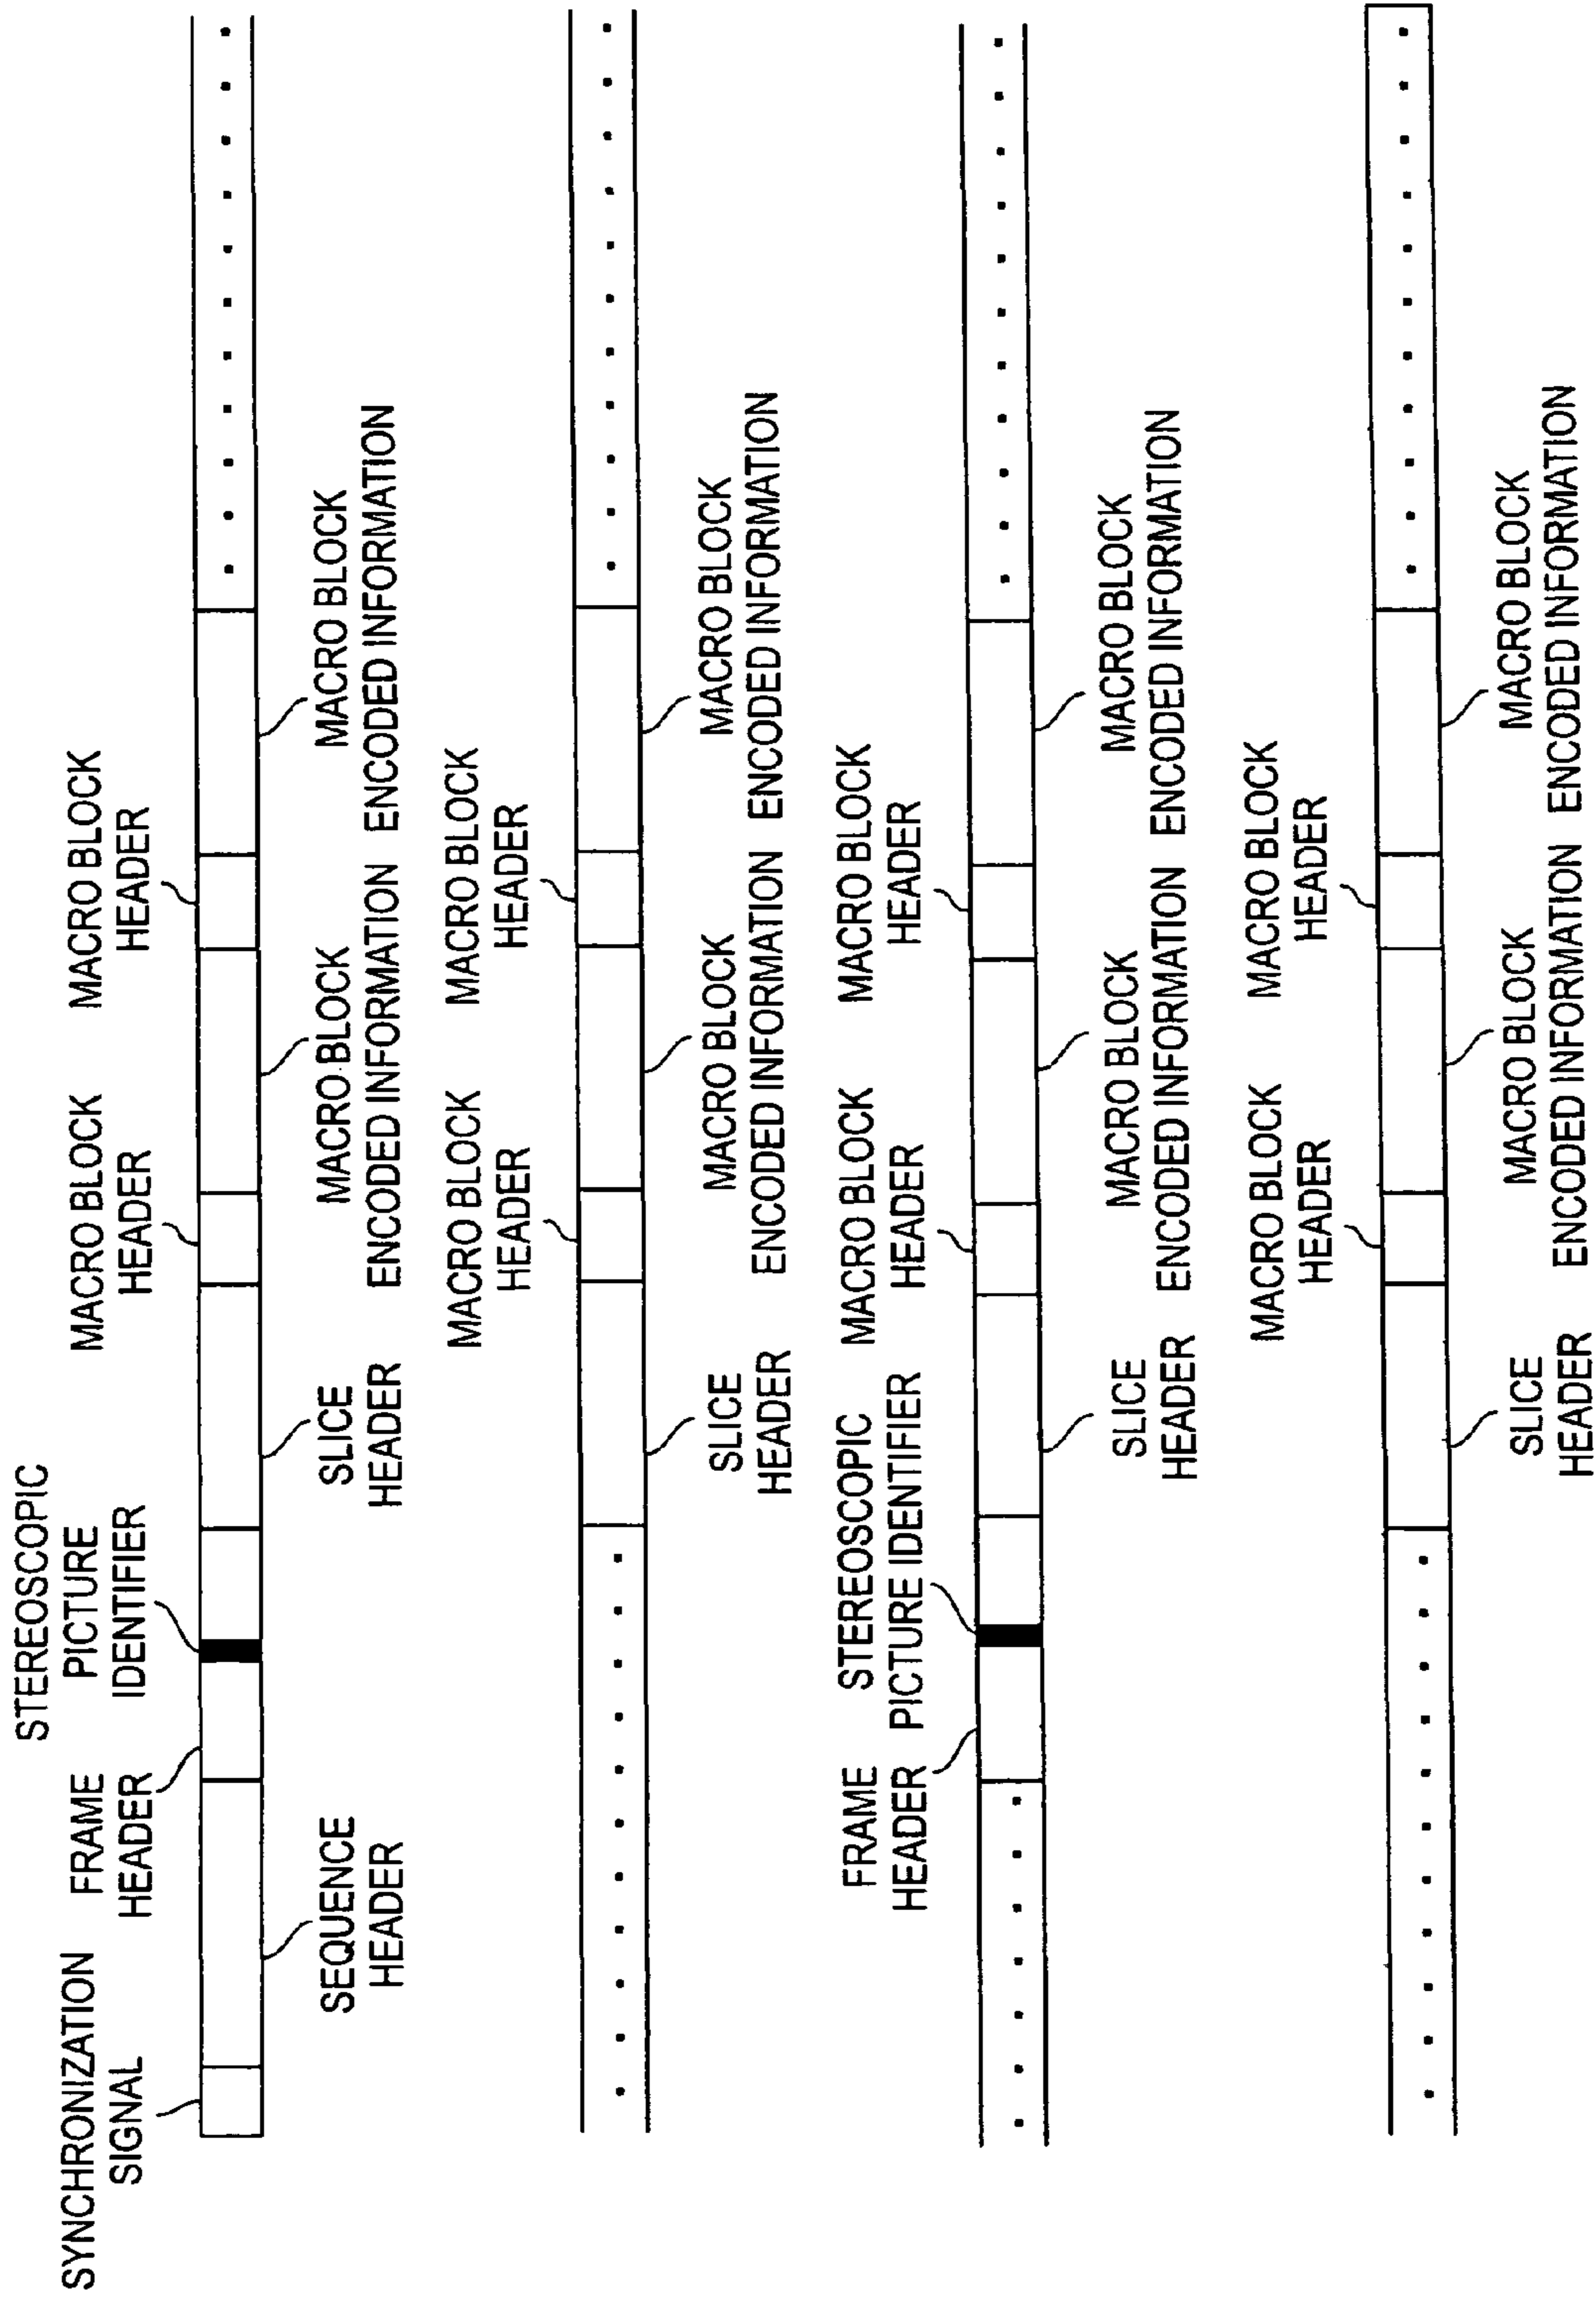 SYNCHRONIZATION
SIGNAL
FRAME
HEADER
STEREOSCOPIC
PICTURE
IDENTIFIER
MACRO BLOCK
HEADER
MACRO BLOCK
HEADER
SEQUENCE
HEADER
SLICE
HEADER
MACRO BLOCK
ENCODED INFORMATION
MACRO BLOCK
ENCODED INFORMATION
MACRO BLOCK
HEADER
MACRO BLOCK
HEADER
SLICE
HEADER
MACRO BLOCK
ENCODED INFORMATION
MACRO BLOCK
ENCODED INFORMATION
FRAME
HEADER
STEREOSCOPIC
PICTURE IDENTIFIER
MACRO BLOCK
HEADER
MACRO BLOCK
HEADER
SLICE
HEADER
MACRO BLOCK
ENCODED INFORMATION
MACRO BLOCK
ENCODED INFORMATION
MACRO BLOCK
HEADER
MACRO BLOCK
HEADER
SLICE
HEADER
MACRO BLOCK
ENCODED INFORMATION
MACRO BLOCK
ENCODED INFORMATION